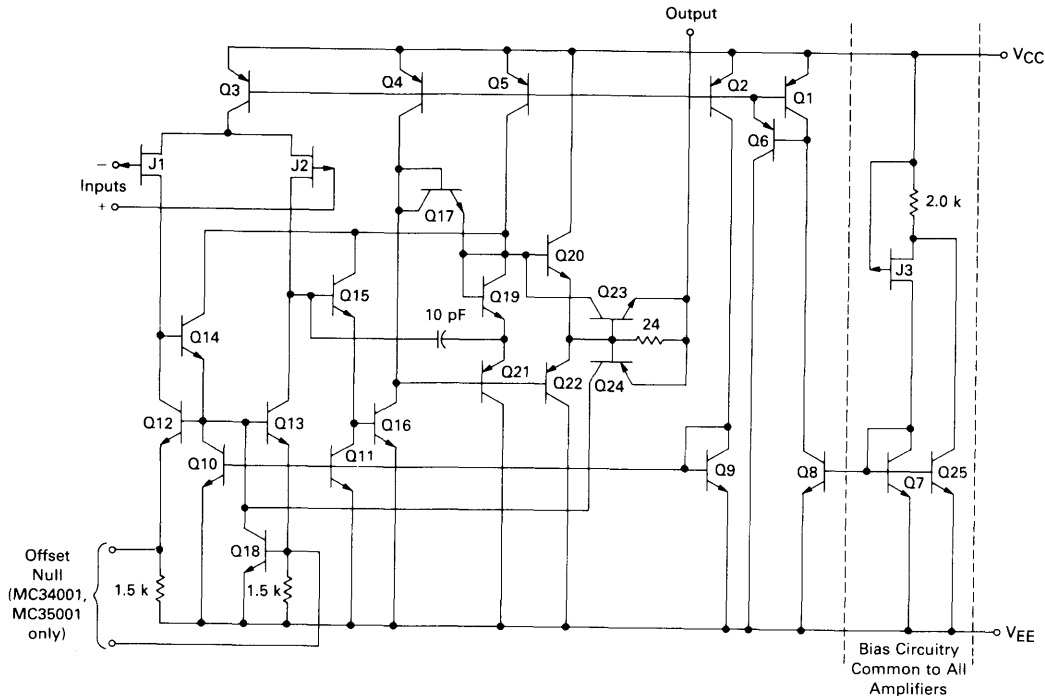 Output
VCC
Q3
Q4
Q5
Q2
Q1
Q6
J1
J2
−
Inputs
+
Q17
2.0 k
J3
Q20
Q15
Q19
Q23
10 pF
24
Q14
Q21
Q22
Q24
Q12
Q13
Q16
Q10
Q11
Q9
Q8
Q7
Q25
Q18
Offset
Null
(MC34001,
MC35001
only)
1.5 k
1.5 k
VEE
Bias Circuitry
Common to All
Amplifiers